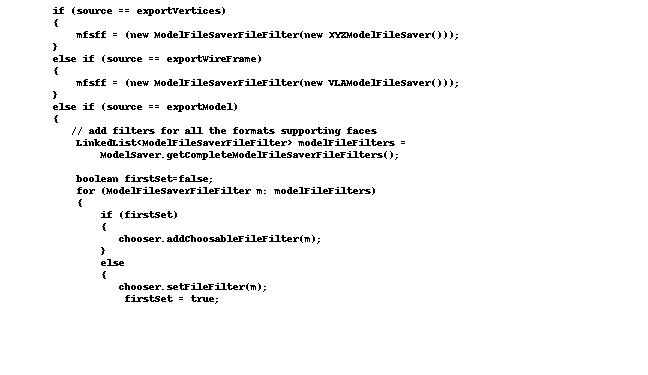 if (source == exportVertices)
{
mfsff = (new ModelFileSaverFileFilter(new XYZModelFileSaver()));
}
else if (source == exportWireFrame)
{
mfsff = (new ModelFileSaverFileFilter(new VLAModelFileSaver()));
}
else if (source == exportModel)
{
// add filters for all the formats supporting faces
LinkedList<ModelFileSaverFileFilter> modelFileFilters =
ModelSaver.getCompleteModelFileSaverFileFilters();
boolean firstSet=false;
for (ModelFileSaverFileFilter m: modelFileFilters)
{
if (firstSet)
{
chooser.addChoosableFileFilter(m);
}
else
{
chooser.setFileFilter(m);
firstSet = true;